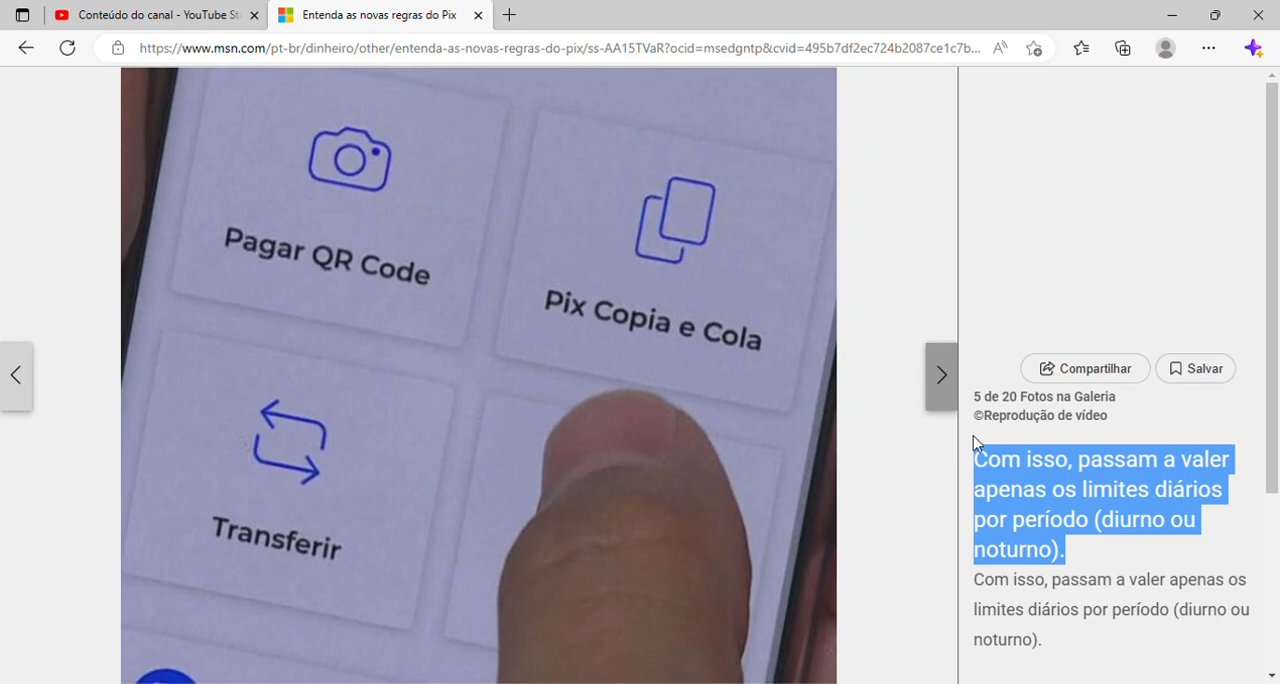 Conteúdo do canal - YouTube St
Entenda as novas regras do Pix
https://www.msn.com/pt-br/dinheiro/other/entenda-as-novas-regras-do-pix/ss-AA15TVaR?ocid=msedgntp&cvid=495b7df2ec724b2087ce1c7b...
Pagar QR Code
Pix Copia e Cola
Transferir
Compartilhar
Salvar
5 de 20 Fotos na Galeria
©Reprodução de vídeo
Com isso, passam a valer
apenas os limites diários
por período (diurno ou
noturno).
Com isso, passam a valer apenas os
limites diários por período (diurno ou
noturno).